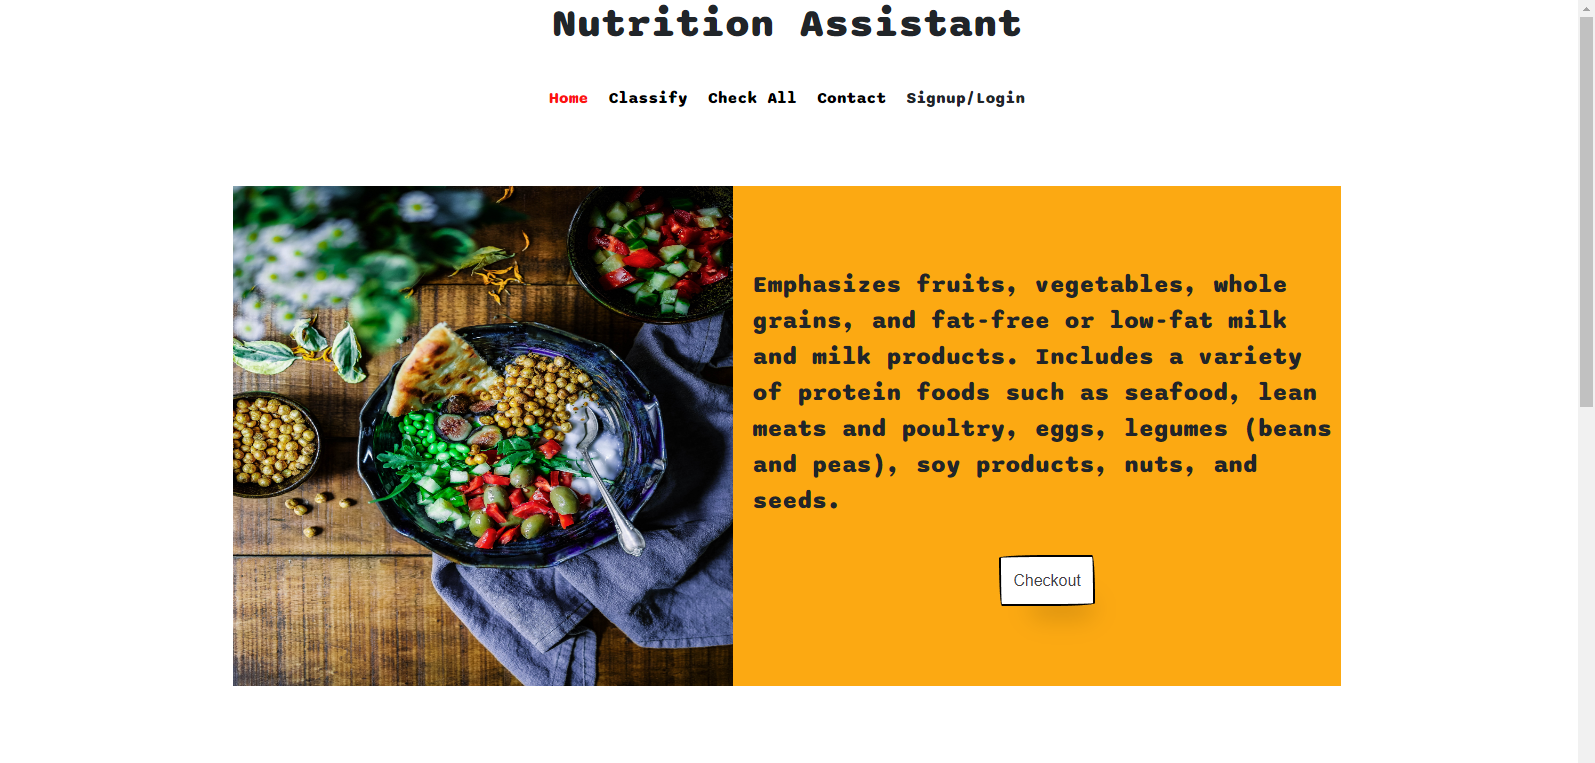 Nutrition Assistant
Home Classify Check All Contact Signup/Login
Emphasizes fruits, vegetables, whole
grains, and fat-free or low-fat milk
and milk products. Includes a variety
of protein foods such as seafood, lean
meats and poultry, eggs, legumes (beans
and peas), soy products, nuts, and
seeds.
Checkout